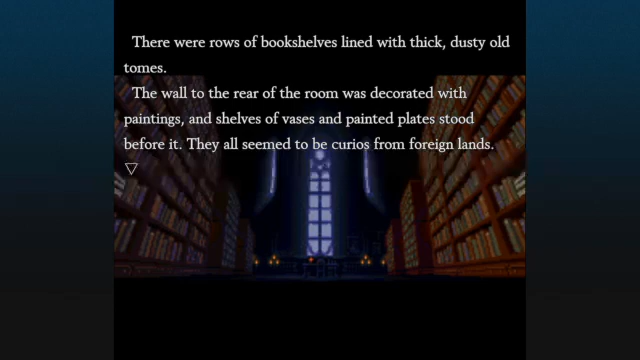 There were rows of bookshelves lined with thick, dusty old
tomes.
The wall to the rear of the room was decorated with
paintings, and shelves of vases and painted plates stood
before it. They all seemed to be curios from foreign lands.